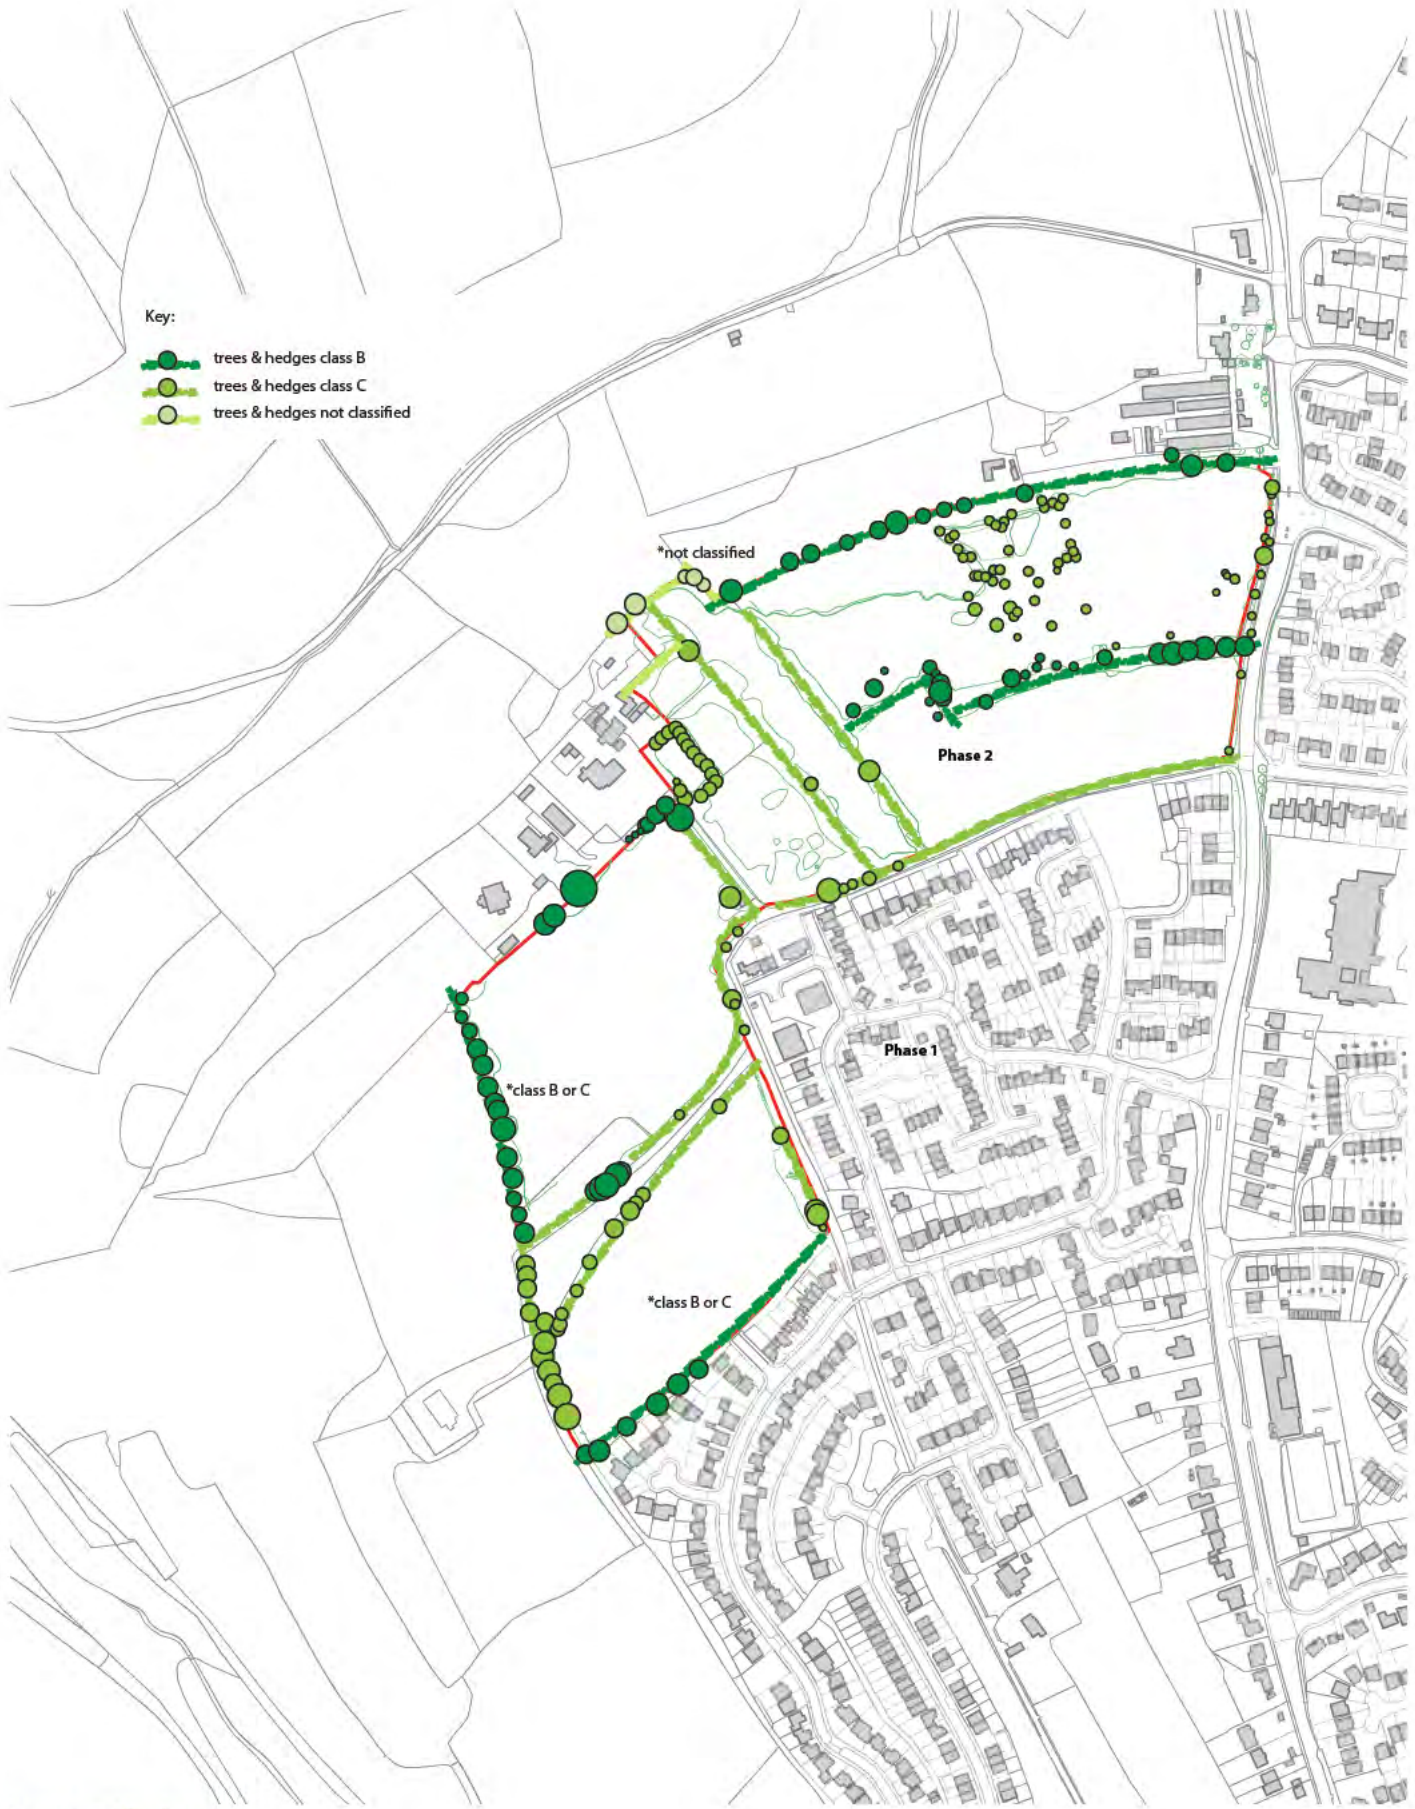 Key:
trees & hedges class B
trees & hedges class C
trees & hedges not classified
*not classified
Phase 2
Phase 1
*class B or C
*class B or C